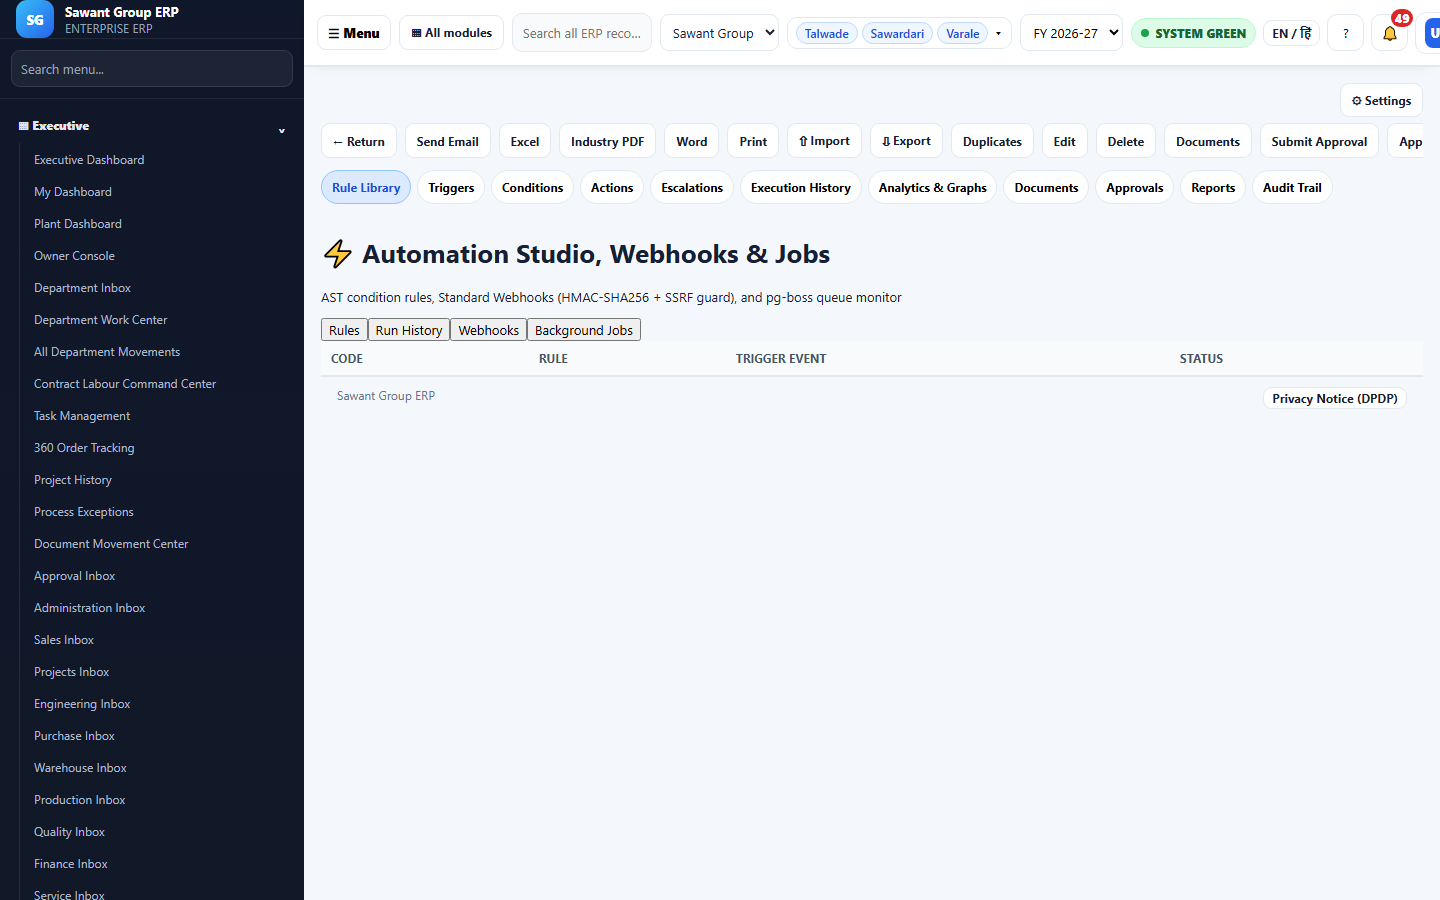 SG
Sawant Group ERP
ENTERPRISE ERP
Search menu...
Executive
Executive Dashboard
My Dashboard
Plant Dashboard
Owner Console
Department Inbox
Department Work Center
All Department Movements
Contract Labour Command Center
Task Management
360 Order Tracking
Project History
Process Exceptions
Document Movement Center
Approval Inbox
Administration Inbox
Sales Inbox
Projects Inbox
Engineering Inbox
Purchase Inbox
Warehouse Inbox
Production Inbox
Quality Inbox
Finance Inbox
Service Inbox
☰ Menu All modules Search all ERP reco... Sawant Group Talwade Sawardari Varale FY 2026-27 SYSTEM GREEN EN / हिं ? 49 U
⚙ Settings
← Return Send Email Excel Industry PDF Word Print ⇧ Import ⇩ Export Duplicates Edit Delete Documents Submit Approval App
Rule Library Triggers Conditions Actions Escalations Execution History Analytics & Graphs Documents Approvals Reports Audit Trail
⚡ Automation Studio, Webhooks & Jobs
AST condition rules, Standard Webhooks (HMAC-SHA256 + SSRF guard), and pg-boss queue monitor
Rules Run History Webhooks Background Jobs
CODE RULE TRIGGER EVENT STATUS
Sawant Group ERP Privacy Notice (DPDP)